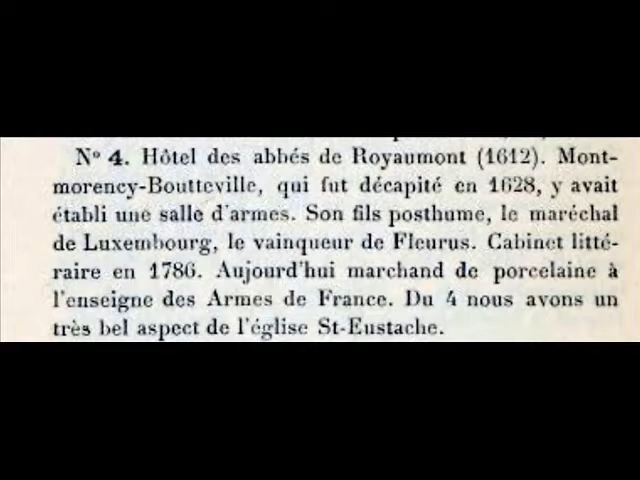 N° 4. Hôtel des abbés de Royaumont (1612). Mont-
morency-Boutteville, qui fut décapité en 1628, y avait
établi une salle d'armes. Son fils posthume, le maréchal
de Luxembourg, le vainqueur de Fleurus. Cabinet litté-
raire en 1786. Aujourd'hui marchand de porcelaine à
l'enseigne des Armes de France. Du 4 nous avons un
très bel aspect de l'église St-Eustache.